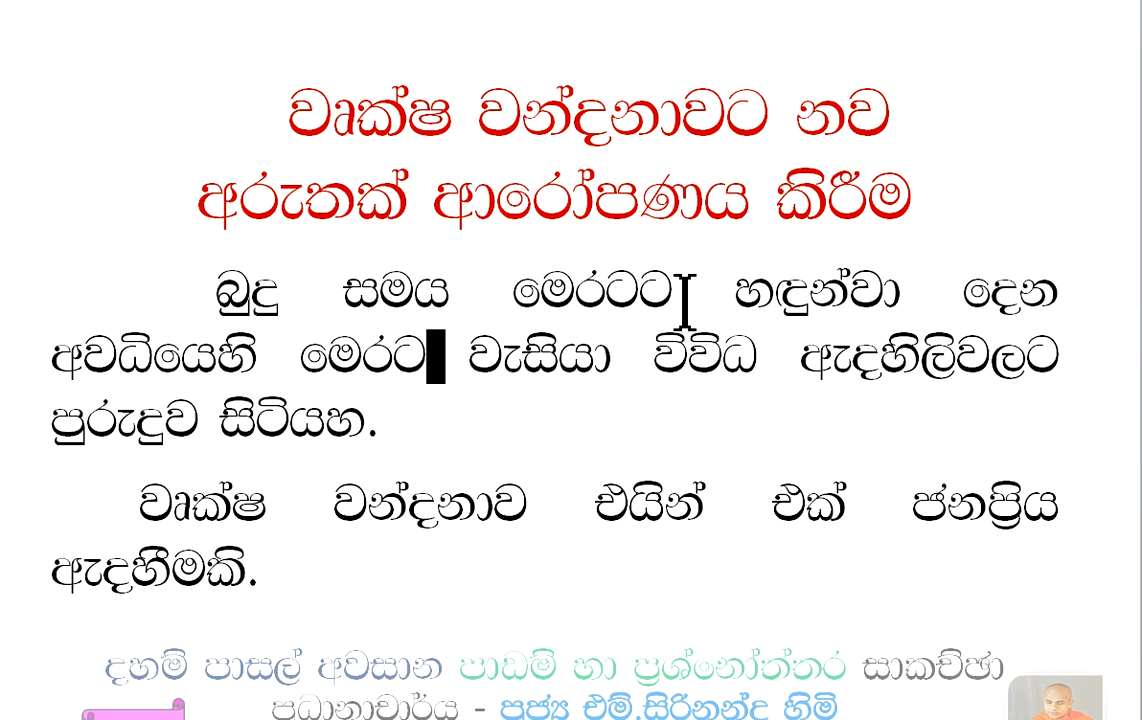 වෘක්ෂ වන්දනාවට නව
අරුතක් ආරෝපණය කිරීම
බුදු සමය මෙරටට හඳුන්වා දෙන
අවධියෙහි මෙරට වැසියා විවිධ ඇදහිලිවලට
පුරුදුව සිටියහ.
වෘක්ෂ වන්දනාව එයින් එක් ජනප්‍රිය
ඇදහීමකි.
දහම් පාසල් අවසාන පාඩම් හා ප්‍රශ්නෝත්තර සාකච්ඡා
ප්‍රධානාචාර්ය - පූජ්‍ය එම්.සිරිනන්ද හිමි